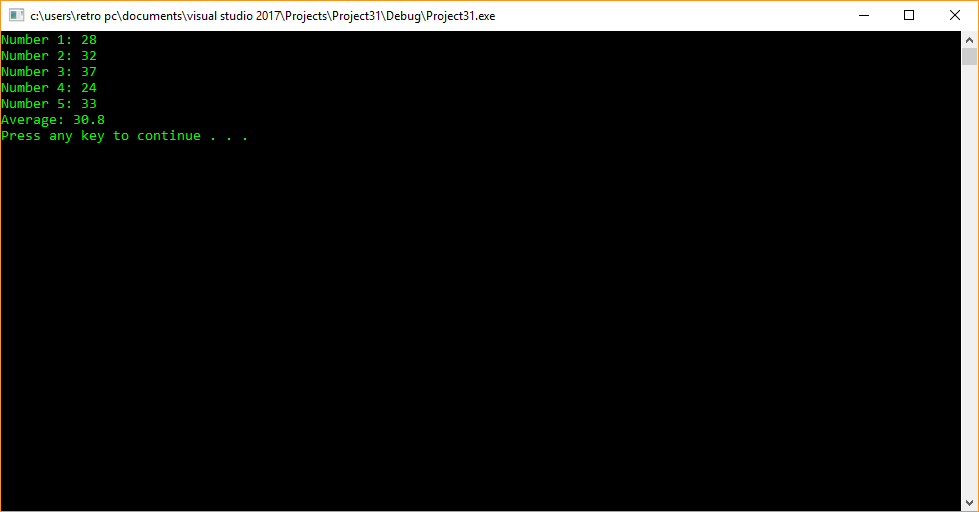 c:\users\retro pc\documents\visual studio 2017\Projects\Project31\Debug\Project31.exe
Number 1: 28
Number 2: 32
Number 3: 37
Number 4: 24
Number 5: 33
Average: 30.8
Press any key to continue . . .